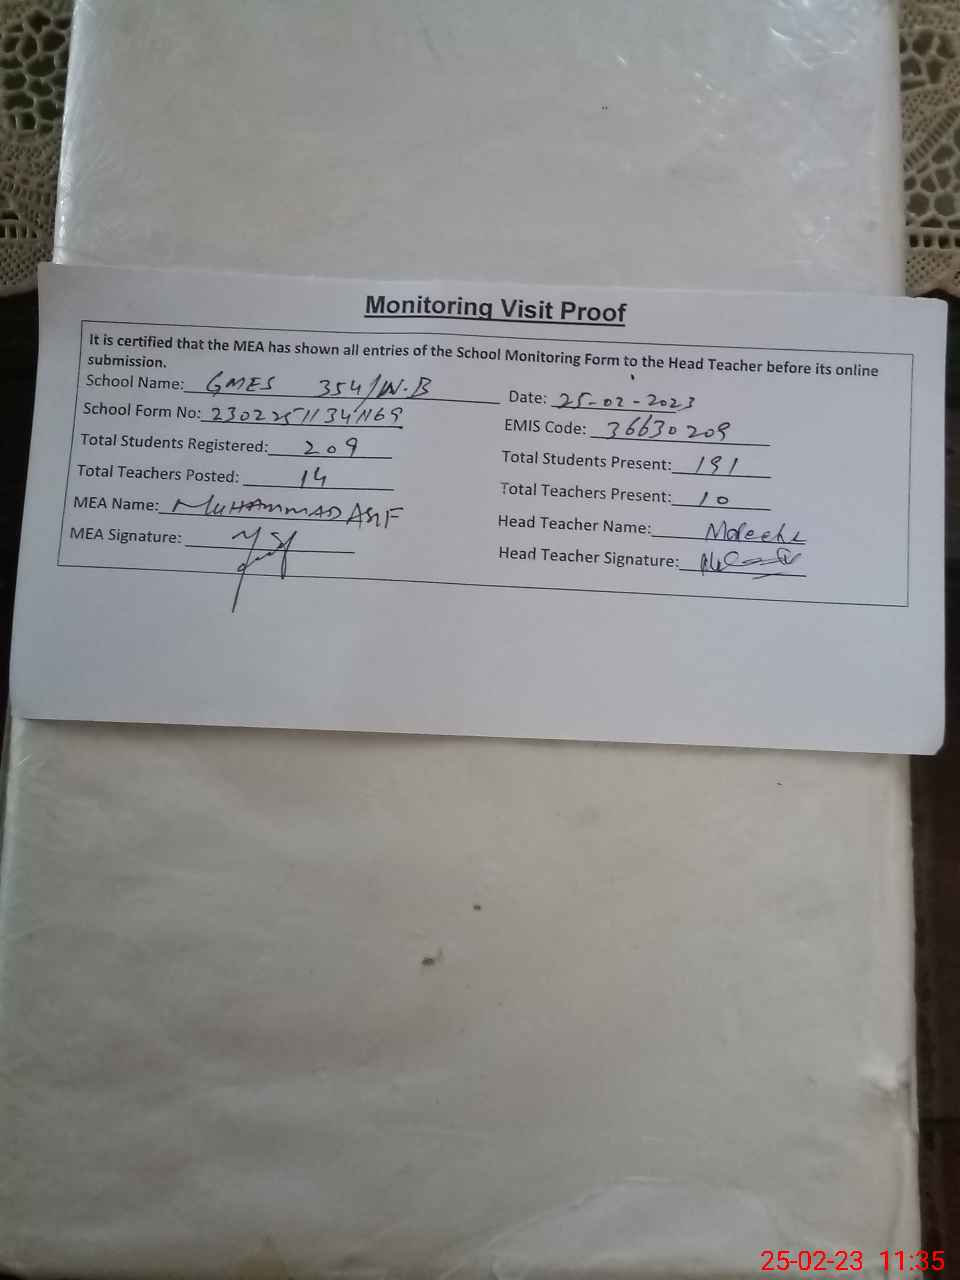 Monitoring Visit Proof
It is certified that the MEA has shown all entries of the School Monitoring Form to the Head Teacher before its online
submission.
School Name: GMES 354/W.B
Date: 25-02-2023
School Form No:
EMIS Code: 36630209
Total Students Registered: 209
Total Students Present: 191
Total Teachers Posted: 14
Total Teachers Present: 10
MEA Name: MUHAMMAD ASIF
Head Teacher Name:
MEA Signature:
Head Teacher Signature:
25-02-23 11:35